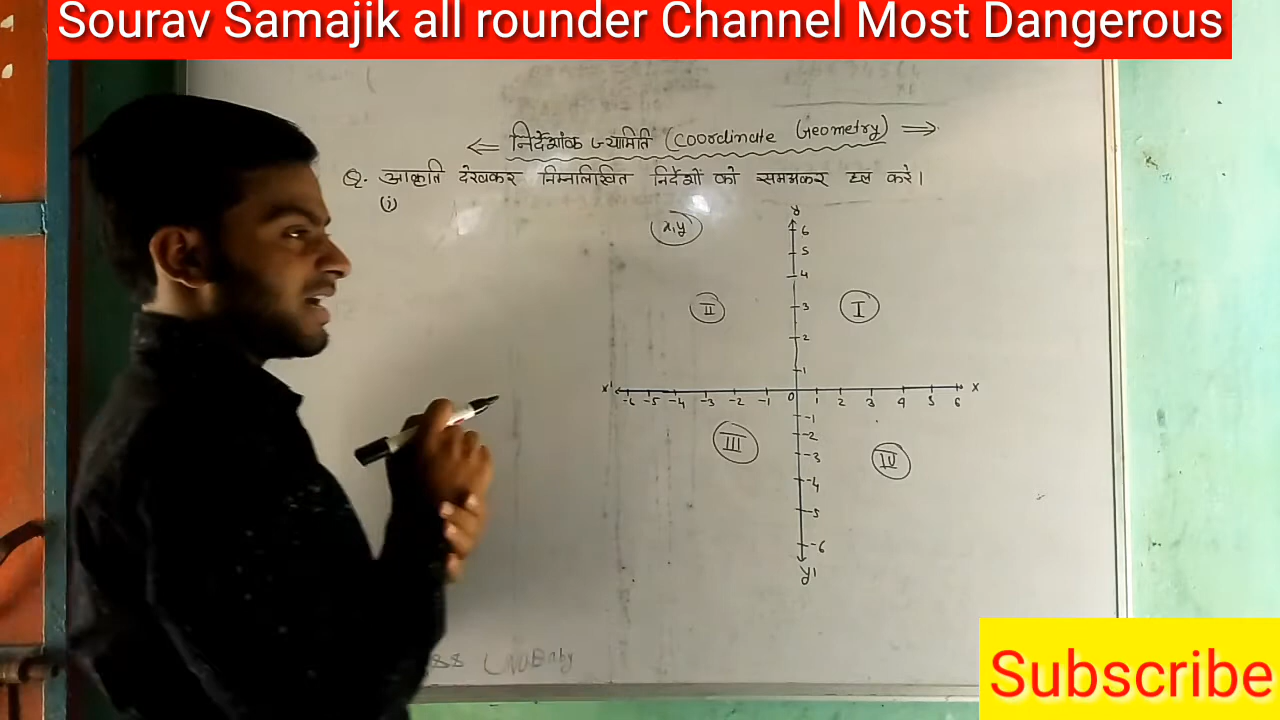 Sourav Samajik all rounder Channel Most Dangerous
⇐ निर्देशांक ज्यामिति (Coordinate Geometry) ⇒
Q. आकृति देखकर निम्नलिखित निर्देशों को समझकर हल करे।
(i)
x,y
y
6
5
4
II
3
I
2
1
x' -6 -5 -4 -3 -2 -1 0 1 2 3 4 5 6 x
-1
-2
III
-3
IV
-4
-5
-6
y'
Subscribe